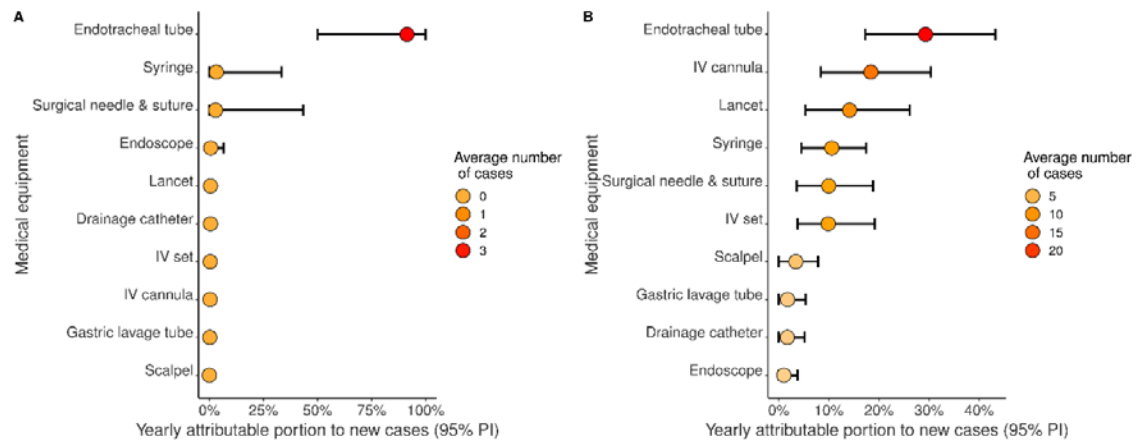 A
Medical equipment
Endotracheal tube
Syringe
Surgical needle & suture
Endoscope
Lancet
Drainage catheter
IV set
IV cannula
Gastric lavage tube
Scalpel
0% 25% 50% 75% 100%
Yearly attributable portion to new cases (95% PI)
Average number
of cases
0
1
2
3
B
Medical equipment
Endotracheal tube
IV cannula
Lancet
Syringe
Surgical needle & suture
IV set
Scalpel
Gastric lavage tube
Drainage catheter
Endoscope
0% 10% 20% 30% 40%
Yearly attributable portion to new cases (95% PI)
Average number
of cases
5
10
15
20